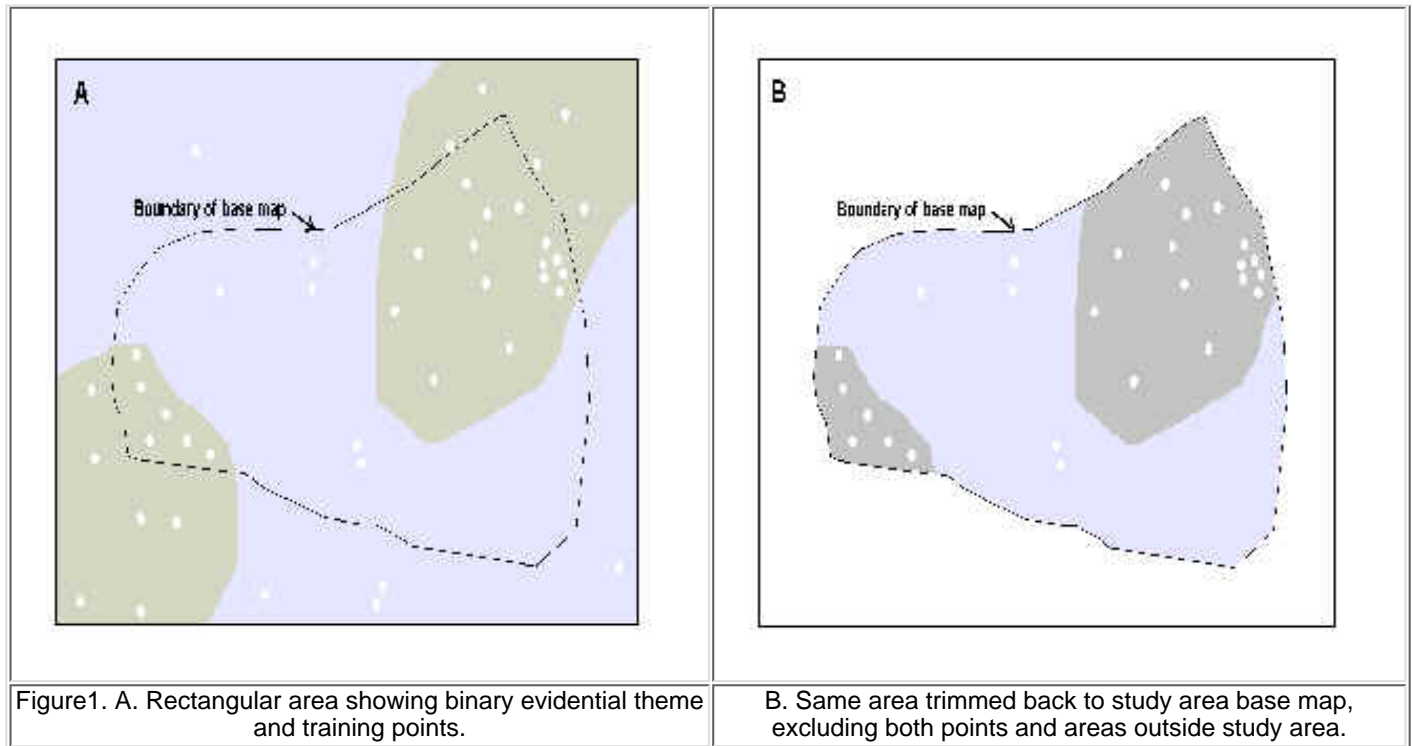 A
Boundary of base map
B
Boundary of base map
Figure1. A. Rectangular area showing binary evidential theme
and training points.
B. Same area trimmed back to study area base map,
excluding both points and areas outside study area.